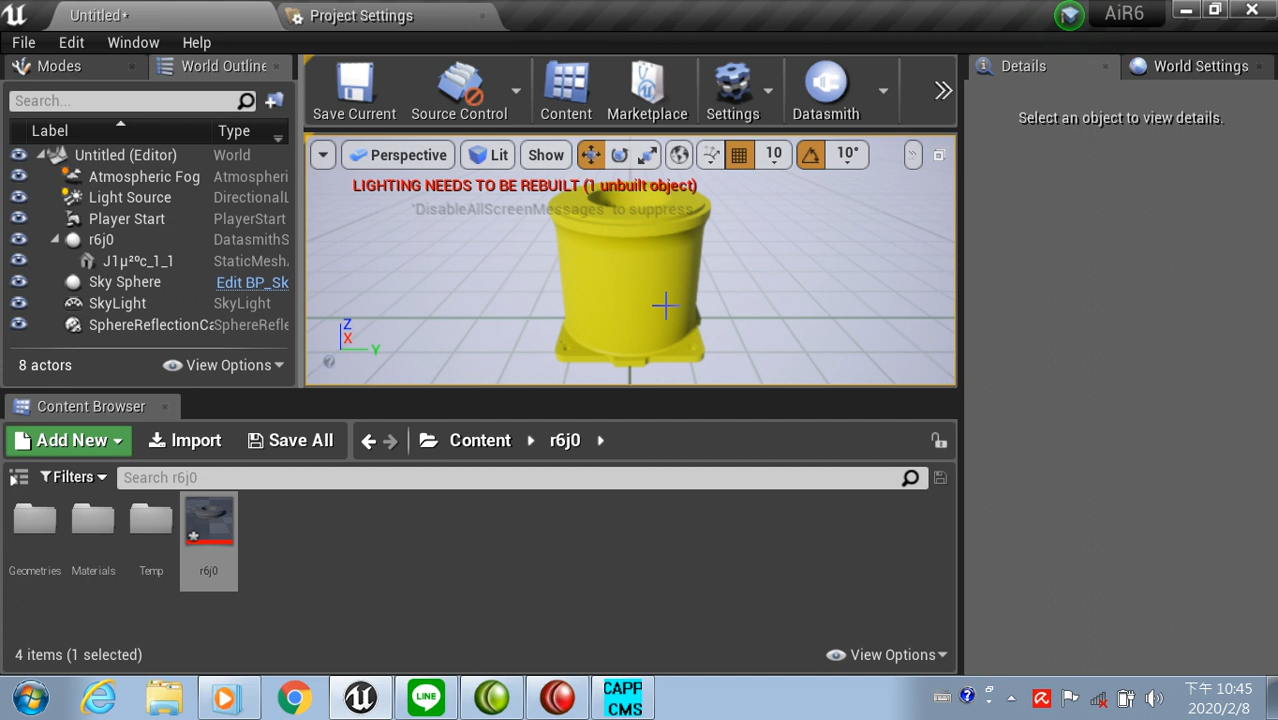 Untitled*
Project Settings
AiR6
File Edit Window Help
Modes
World Outline
Save Current
Source Control
Content
Marketplace
Settings
Datasmith
Details
World Settings
Select an object to view details.
Search...
Label Type
Untitled (Editor) World
Atmospheric Fog Atmospheri
Light Source DirectionalL
Player Start PlayerStart
r6j0 DatasmithS
J1µ²ºc_1_1 StaticMesh
Sky Sphere Edit BP_Sk
SkyLight SkyLight
SphereReflectionCa SphereRefle
8 actors View Options
Perspective Lit Show 10 10°
LIGHTING NEEDS TO BE REBUILT (1 unbuilt object)
'DisableAllScreenMessages' to suppress
Z
X
Y
Content Browser
Add New Import Save All Content r6j0
Filters Search r6j0
Geometries Materials Temp r6j0
4 items (1 selected) View Options
LINE
CAPP
CMS
下午 10:45
2020/2/8